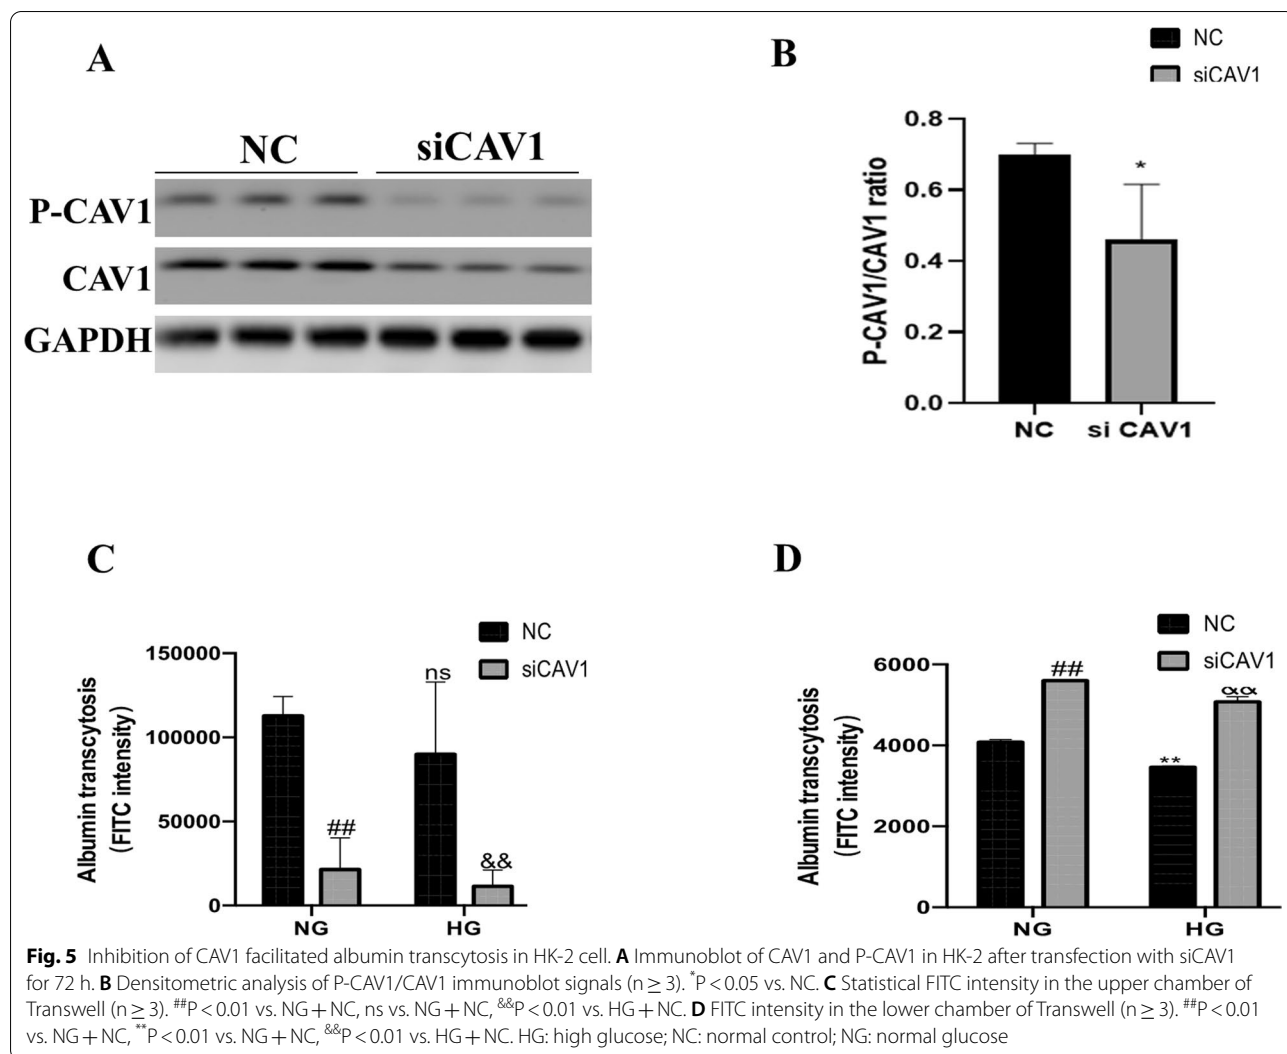 A
NC siCAV1
P-CAV1
CAV1
GAPDH
B
NC
siCAV1
P-CAV1/CAV1 ratio
0.8
0.6
0.4
0.2
0.0
*
NC si CAV1
C
NC
siCAV1
Albumin transcytosis
(FITC intensity)
150000
100000
50000
0
##
ns
&&
NG HG
D
NC
siCAV1
Albumin transcytosis
(FITC intensity)
6000
4000
2000
0
##
**
&&
NG HG
Fig. 5 Inhibition of CAV1 facilitated albumin transcytosis in HK-2 cell. A Immunoblot of CAV1 and P-CAV1 in HK-2 after transfection with siCAV1
for 72 h. B Densitometric analysis of P-CAV1/CAV1 immunoblot signals (n ≥ 3). *P < 0.05 vs. NC. C Statistical FITC intensity in the upper chamber of
Transwell (n ≥ 3). ##P < 0.01 vs. NG + NC, ns vs. NG + NC, &&P < 0.01 vs. HG + NC. D FITC intensity in the lower chamber of Transwell (n ≥ 3). ##P < 0.01
vs. NG + NC, **P < 0.01 vs. NG + NC, &&P < 0.01 vs. HG + NC. HG: high glucose; NC: normal control; NG: normal glucose